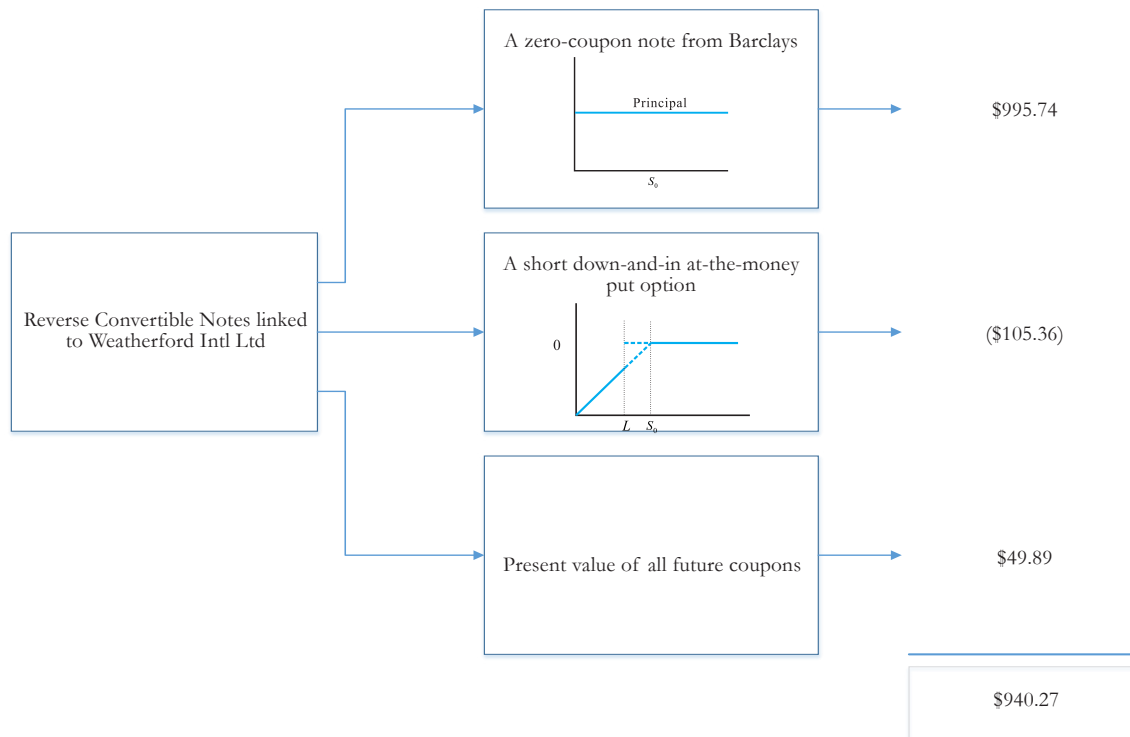 A zero-coupon note from Barclays
Principal
S₀
$995.74
Reverse Convertible Notes linked
to Weatherford Intl Ltd
A short down-and-in at-the-money
put option
0
L S₀
($105.36)
Present value of all future coupons
$49.89
$940.27